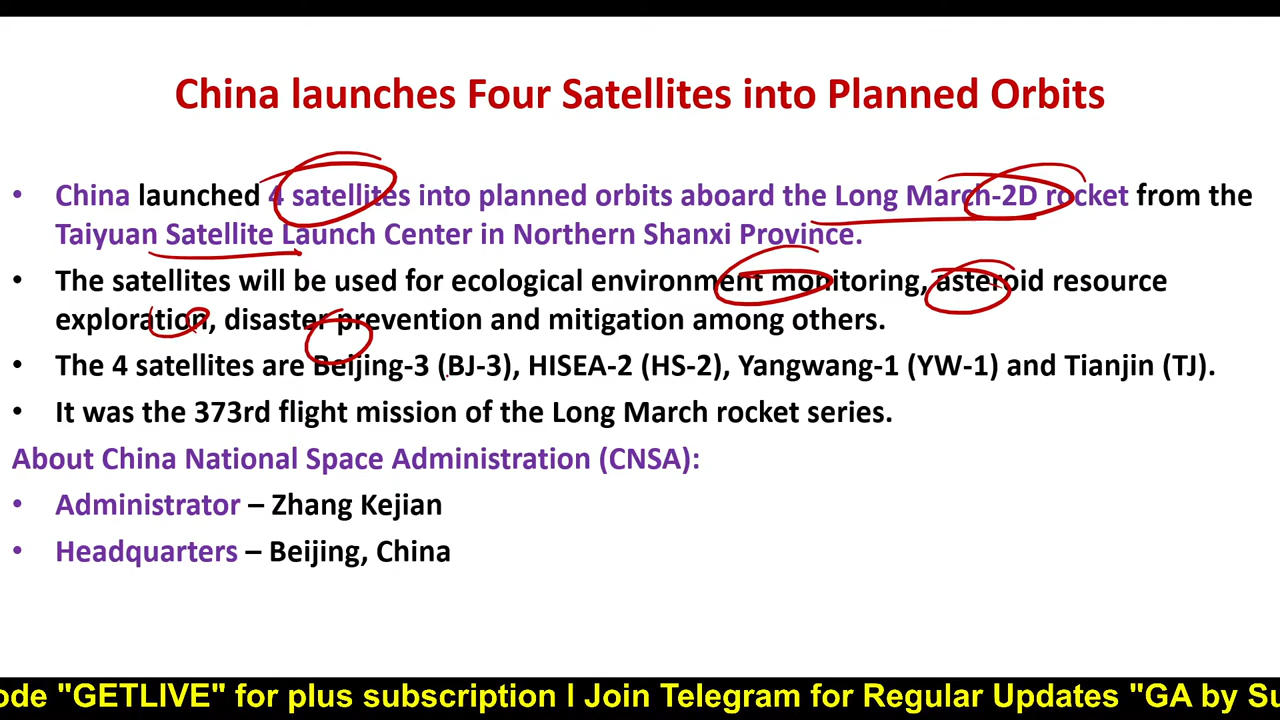 China launches Four Satellites into Planned Orbits
• China launched 4 satellites into planned orbits aboard the Long March-2D rocket from the
Taiyuan Satellite Launch Center in Northern Shanxi Province.
• The satellites will be used for ecological environment monitoring, asteroid resource
exploration, disaster prevention and mitigation among others.
• The 4 satellites are Beijing-3 (BJ-3), HISEA-2 (HS-2), Yangwang-1 (YW-1) and Tianjin (TJ).
• It was the 373rd flight mission of the Long March rocket series.
About China National Space Administration (CNSA):
• Administrator – Zhang Kejian
• Headquarters – Beijing, China
ode "GETLIVE" for plus subscription l Join Telegram for Regular Updates "GA by Su